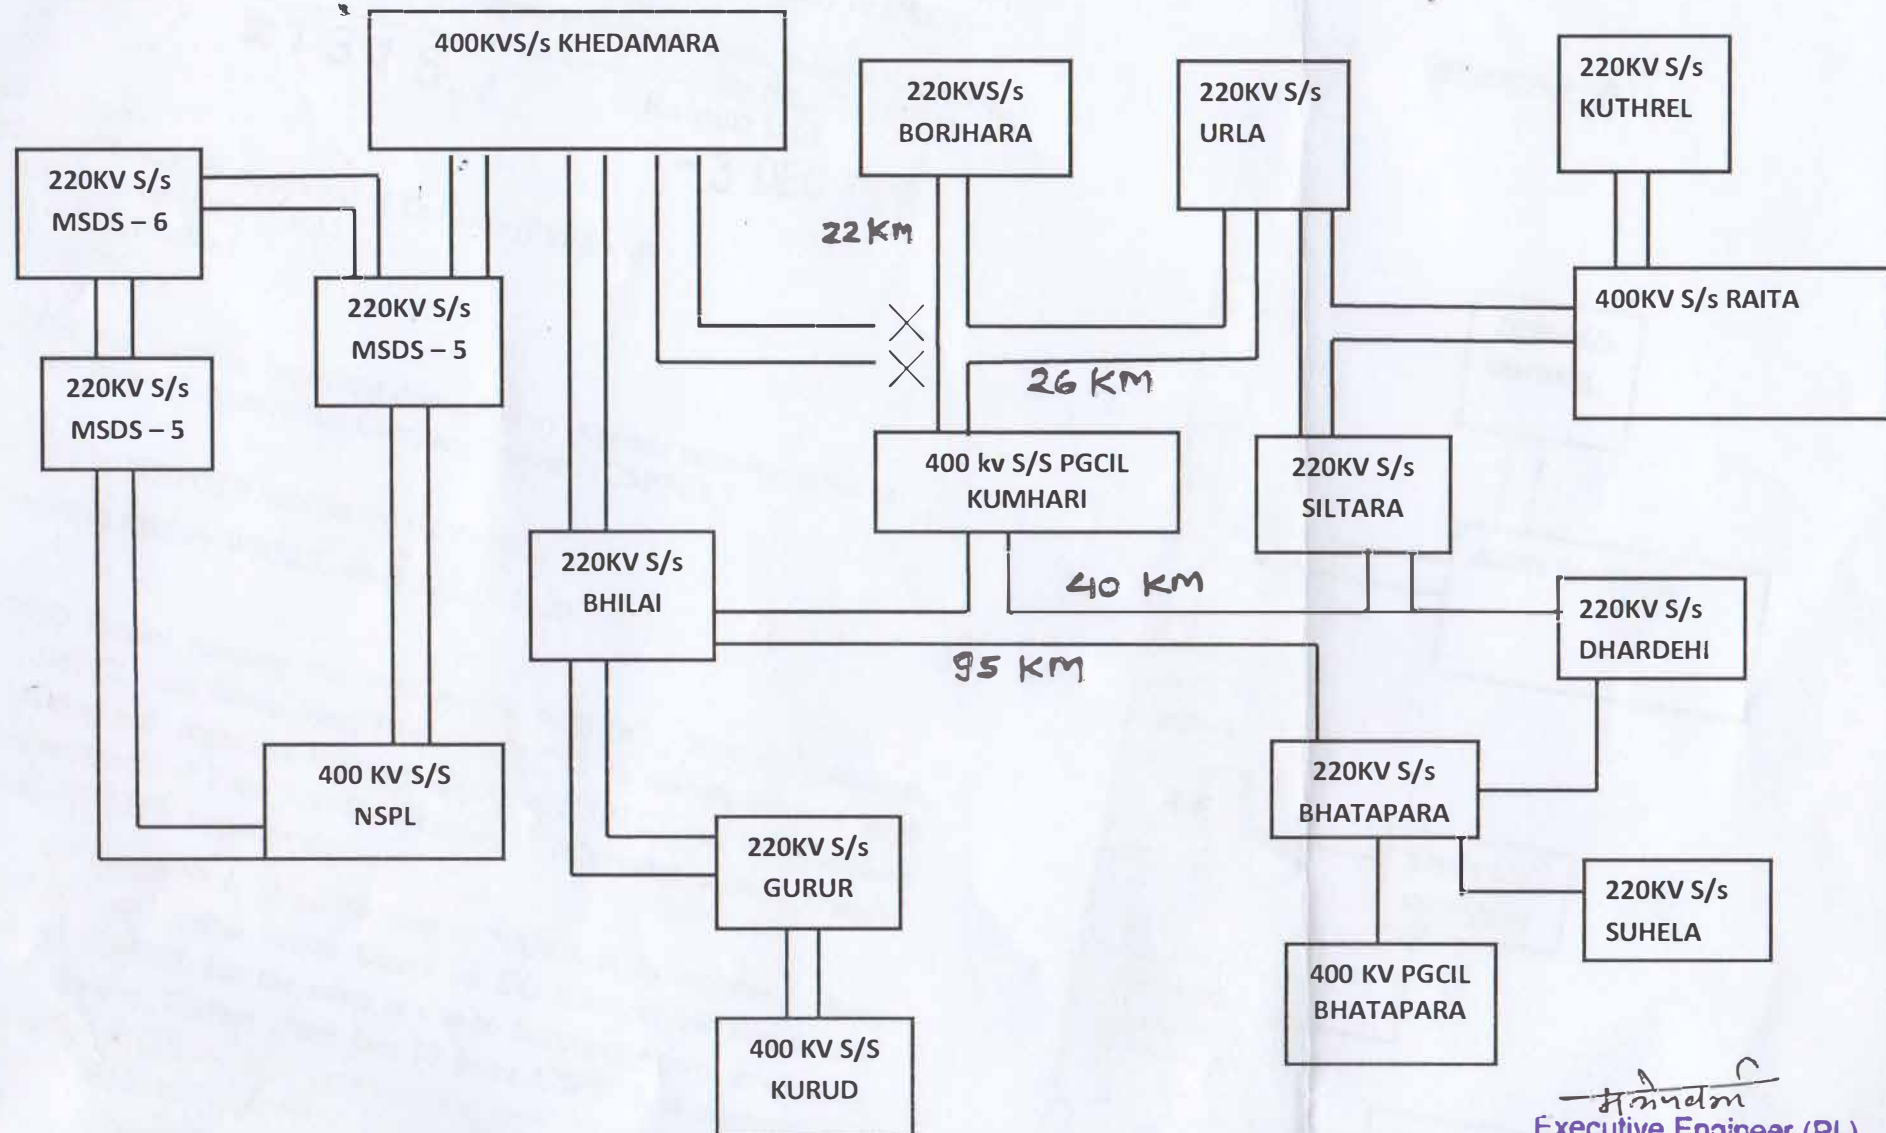 400KVS/s KHEDAMARA
220KVS/s
BORJHARA
220KV S/s
URLA
220KV S/s
KUTHREL
220KV S/s
MSDS – 6
22 KM
220KV S/s
MSDS – 5
400KV S/s RAITA
220KV S/s
MSDS – 5
26 KM
400 kv S/S PGCIL
KUMHARI
220KV S/s
SILTARA
220KV S/s
BHILAI
40 KM
220KV S/s
DHARDEHI
95 KM
400 KV S/S
NSPL
220KV S/s
BHATAPARA
220KV S/s
GURUR
220KV S/s
SUHELA
400 KV PGCIL
BHATAPARA
400 KV S/S
KURUD
Executive Engineer (PL)